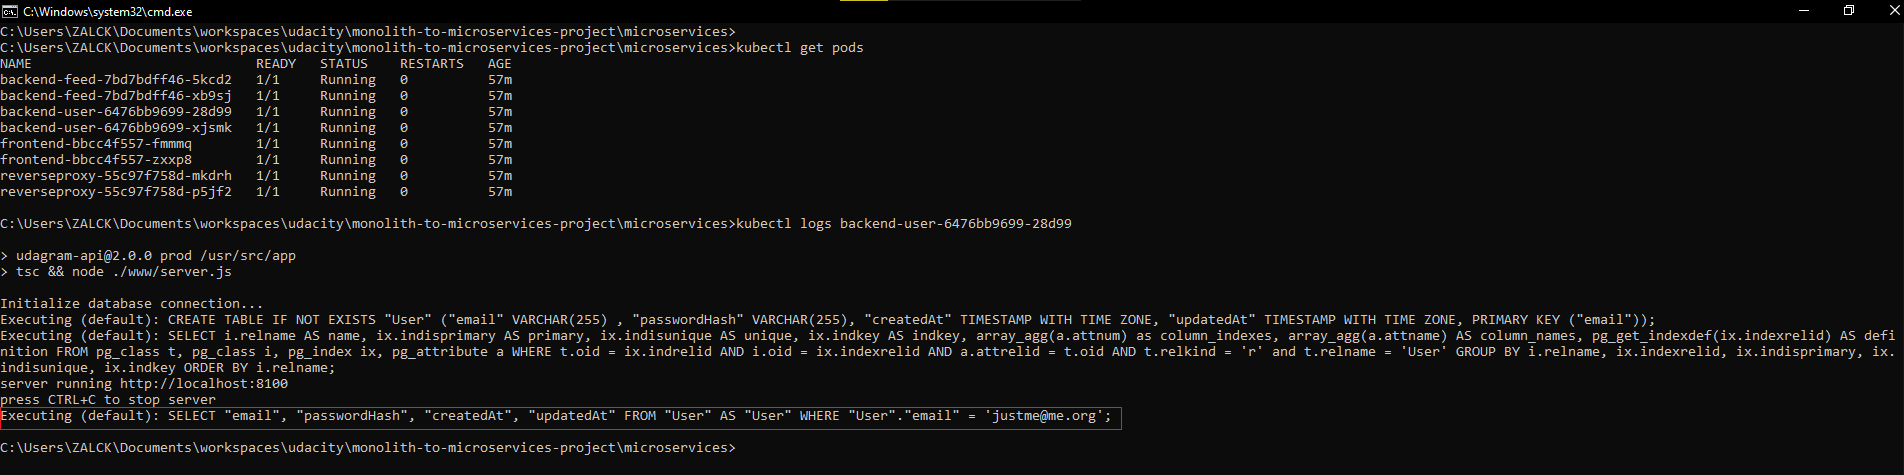 C:\Windows\system32\cmd.exe
C:\Users\ZALCK\Documents\workspaces\udacity\monolith-to-microservices-project\microservices>
C:\Users\ZALCK\Documents\workspaces\udacity\monolith-to-microservices-project\microservices>kubectl get pods
NAME READY STATUS RESTARTS AGE
backend-feed-7bd7bdff46-5kcd2 1/1 Running 0 57m
backend-feed-7bd7bdff46-xb9sj 1/1 Running 0 57m
backend-user-6476bb9699-28d99 1/1 Running 0 57m
backend-user-6476bb9699-xjsmk 1/1 Running 0 57m
frontend-bbcc4f557-fmmmq 1/1 Running 0 57m
frontend-bbcc4f557-zxxp8 1/1 Running 0 57m
reverseproxy-55c97f758d-mkdrh 1/1 Running 0 57m
reverseproxy-55c97f758d-p5jf2 1/1 Running 0 57m
C:\Users\ZALCK\Documents\workspaces\udacity\monolith-to-microservices-project\microservices>kubectl logs backend-user-6476bb9699-28d99
> udagram-api@2.0.0 prod /usr/src/app
> tsc && node ./www/server.js
Initialize database connection...
Executing (default): CREATE TABLE IF NOT EXISTS "User" ("email" VARCHAR(255) , "passwordHash" VARCHAR(255), "createdAt" TIMESTAMP WITH TIME ZONE, "updatedAt" TIMESTAMP WITH TIME ZONE, PRIMARY KEY ("email"));
Executing (default): SELECT i.relname AS name, ix.indisprimary AS primary, ix.indisunique AS unique, ix.indkey AS indkey, array_agg(a.attnum) as column_indexes, array_agg(a.attname) AS column_names, pg_get_indexdef(ix.indexrelid) AS defi
nition FROM pg_class t, pg_class i, pg_index ix, pg_attribute a WHERE t.oid = ix.indrelid AND i.oid = ix.indexrelid AND a.attrelid = t.oid AND t.relkind = 'r' and t.relname = 'User' GROUP BY i.relname, ix.indexrelid, ix.indisprimary, ix.
indisunique, ix.indkey ORDER BY i.relname;
server running http://localhost:8100
press CTRL+C to stop server
Executing (default): SELECT "email", "passwordHash", "createdAt", "updatedAt" FROM "User" AS "User" WHERE "User"."email" = 'justme@me.org';
C:\Users\ZALCK\Documents\workspaces\udacity\monolith-to-microservices-project\microservices>